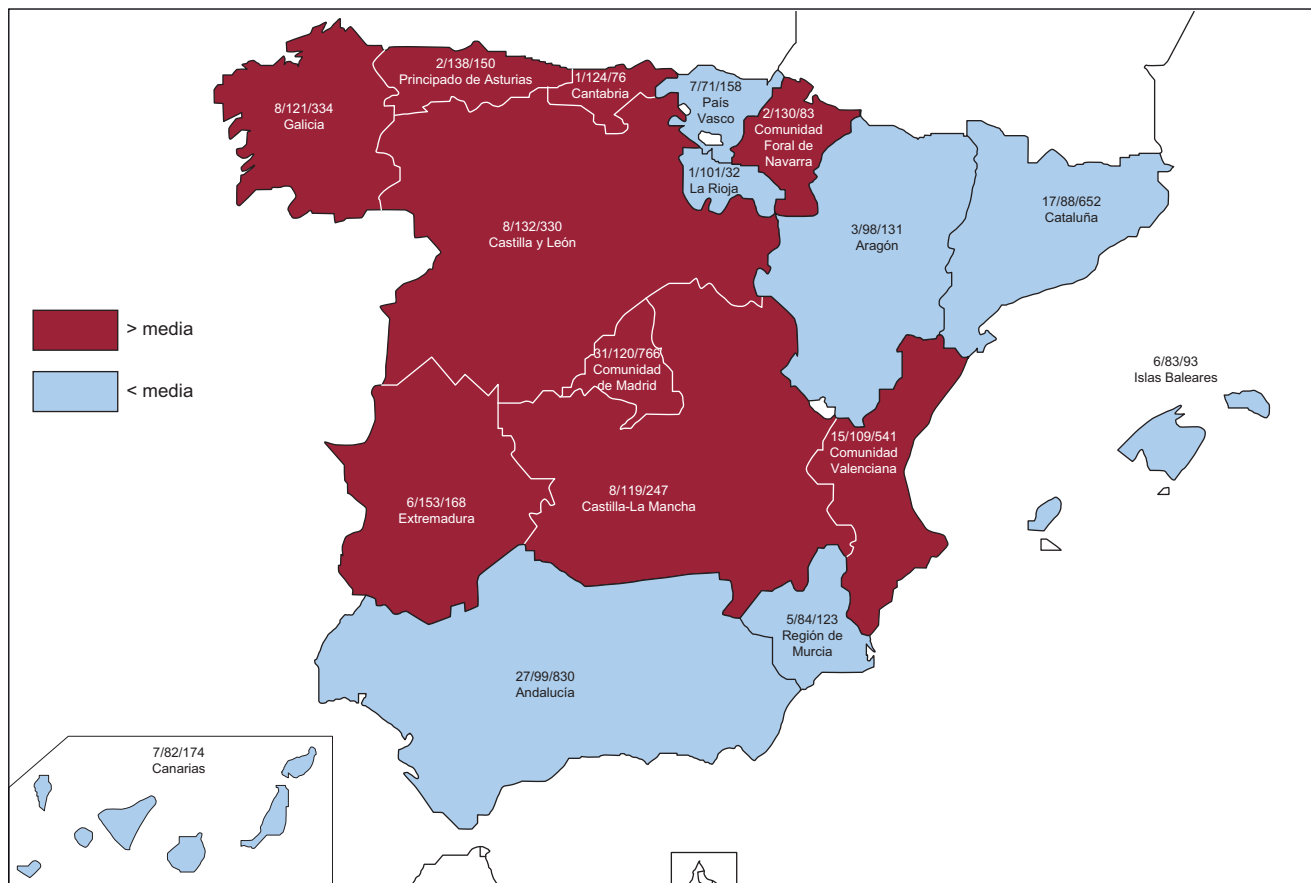 2/138/150
Principado de Asturias
1/124/76
Cantabria
7/71/158
País
Vasco
8/121/334
Galicia
2/130/83
Comunidad
Foral de
Navarra
1/101/32
La Rioja
17/88/652
Cataluña
8/132/330
Castilla y León
3/98/131
Aragón
> media
< media
31/120/766
Comunidad
de Madrid
6/83/93
Islas Baleares
15/109/541
Comunidad
Valenciana
6/153/168
Extremadura
8/119/247
Castilla-La Mancha
5/84/123
Región de
Murcia
27/99/830
Andalucía
7/82/174
Canarias